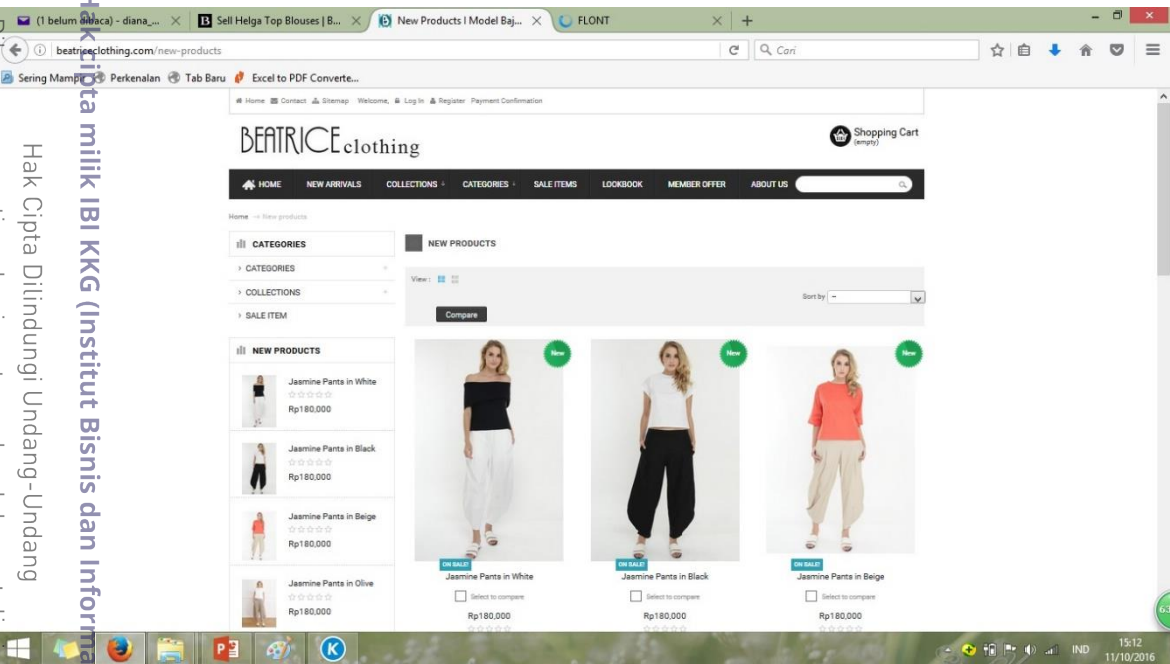 (1 belum dibaca) - diana_...
Sell Helga Top Blouses | B...
New Products I Model Baj...
FLONT
beatriceclothing.com/new-products
Cari
Perkenalan
Tab Baru
Excel to PDF Converte...
Home
Contact
Sitemap
Welcome,
Log In
Register
Payment Confirmation
BEATRICE clothing
Shopping Cart
(empty)
HOME
NEW ARRIVALS
COLLECTIONS
CATEGORIES
SALE ITEMS
LOOKBOOK
MEMBER OFFER
ABOUT US
Home
New products
CATEGORIES
CATEGORIES
COLLECTIONS
SALE ITEM
NEW PRODUCTS
Jasmine Pants in White
Rp180,000
Jasmine Pants in Black
Rp180,000
Jasmine Pants in Beige
Rp180,000
Jasmine Pants in Olive
Rp180,000
NEW PRODUCTS
View :
Sort by --
Compare
New
New
New
ON SALE!
ON SALE!
ON SALE!
Jasmine Pants in White
Jasmine Pants in Black
Jasmine Pants in Beige
Select to compare
Select to compare
Select to compare
Rp180,000
Rp180,000
Rp180,000
63
IND
15:12
11/10/2016
Hak cipta milik IBI KKG (Institut Bisnis dan Informa
Hak Cipta Dilindungi Undang-Undang